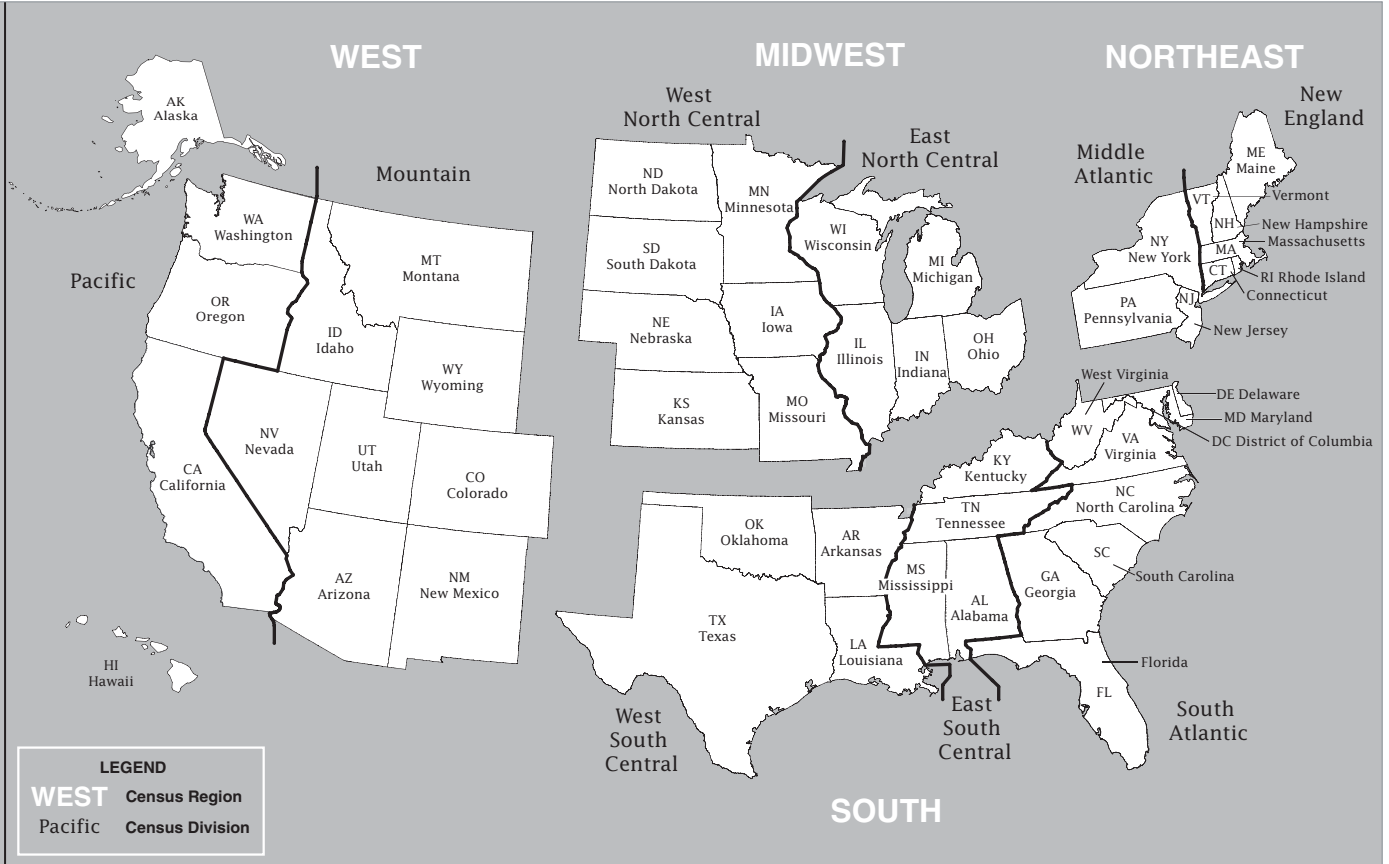 WEST
MIDWEST
NORTHEAST
AK
Alaska
Mountain
Pacific
WA
Washington
MT
Montana
OR
Oregon
ID
Idaho
WY
Wyoming
NV
Nevada
UT
Utah
CO
Colorado
CA
California
AZ
Arizona
NM
New Mexico
HI
Hawaii
West
North Central
East
North Central
ND
North Dakota
MN
Minnesota
SD
South Dakota
WI
Wisconsin
MI
Michigan
NE
Nebraska
IA
Iowa
IL
Illinois
IN
Indiana
OH
Ohio
KS
Kansas
MO
Missouri
New
England
Middle
Atlantic
ME
Maine
VT
Vermont
NH
New Hampshire
Massachusetts
MA
NY
New York
CT
RI Rhode Island
Connecticut
PA
Pennsylvania
NJ
New Jersey
West Virginia
DE Delaware
MD Maryland
DC District of Columbia
WV
VA
Virginia
KY
Kentucky
NC
North Carolina
TN
Tennessee
OK
Oklahoma
AR
Arkansas
SC
South Carolina
MS
Mississippi
AL
Alabama
GA
Georgia
TX
Texas
LA
Louisiana
Florida
FL
West
South
Central
East
South
Central
South
Atlantic
SOUTH
LEGEND
WEST Census Region
Pacific Census Division